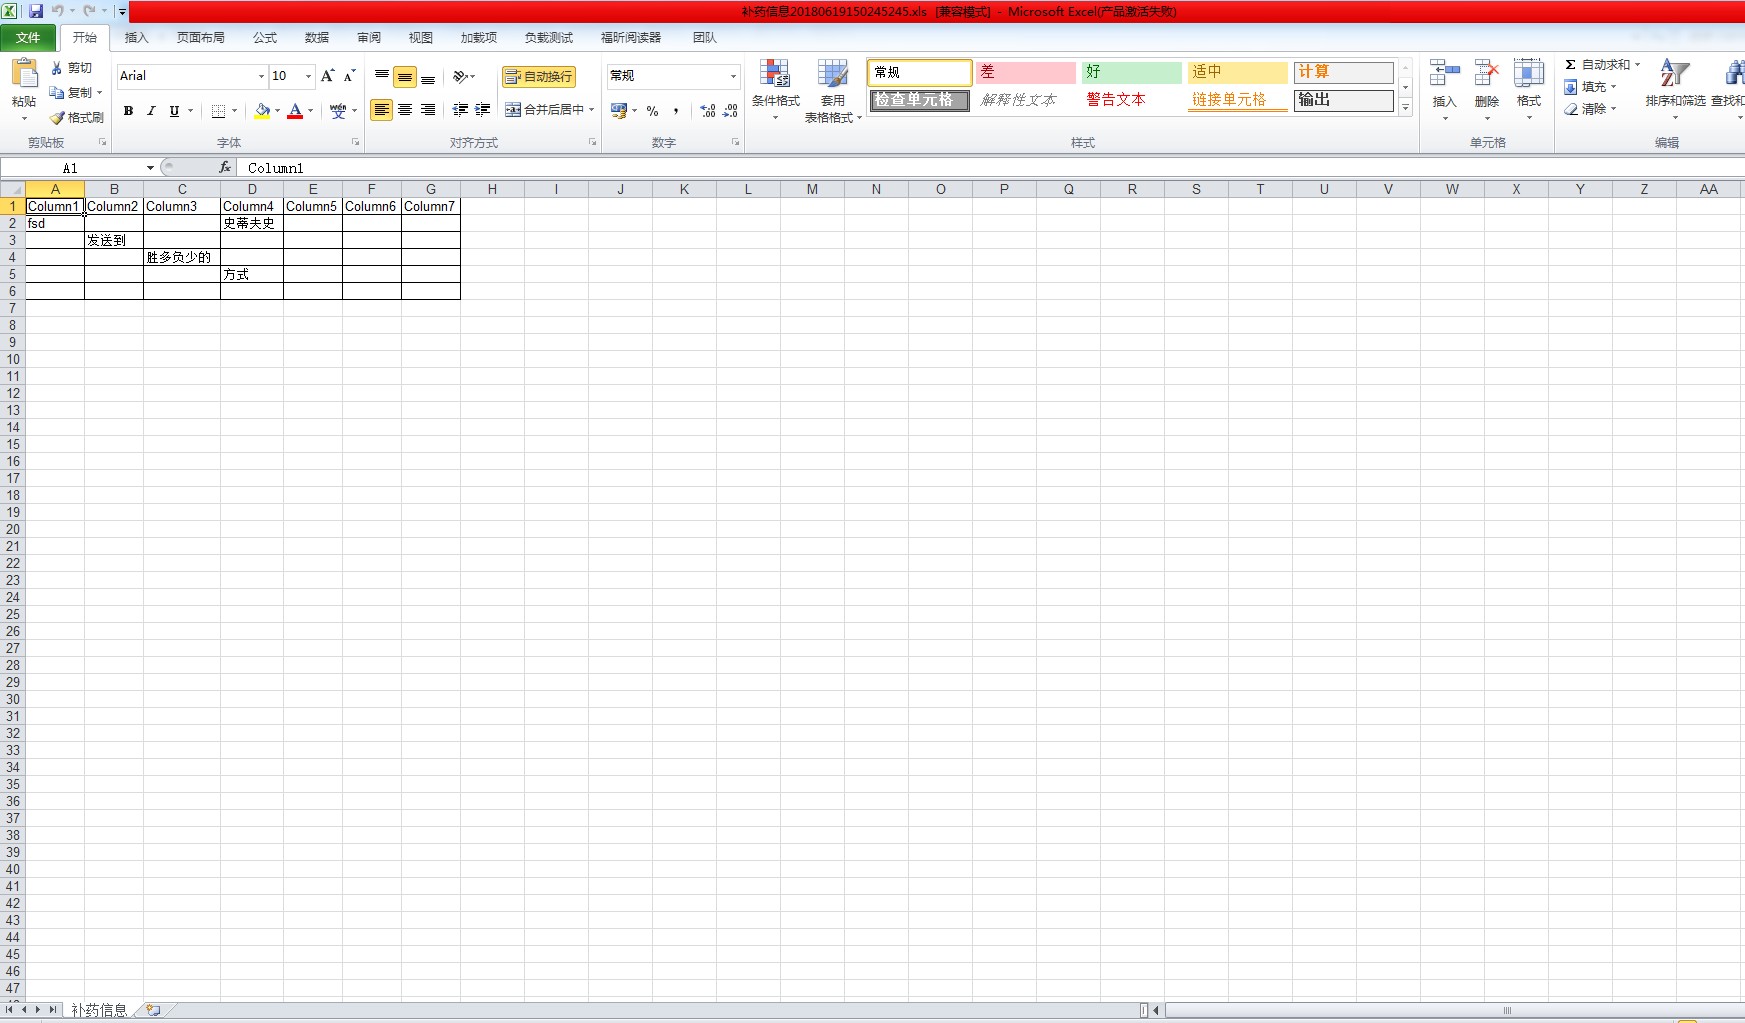 补药信息20180619150245245.xls [兼容模式] - Microsoft Excel(产品激活失败)
文件 开始 插入 页面布局 公式 数据 审阅 视图 加载项 负载测试 福昕阅读器 团队
粘贴 剪切 复制 格式刷 剪贴板
Arial 10 A A B I U A wén 字体
自动换行 合并后居中 对齐方式
常规 % , .00 .00 数字
条件格式 套用 表格格式
常规 差 好 适中 计算
检查单元格 解释性文本 警告文本 链接单元格 输出
样式
插入 删除 格式 单元格
Σ 自动求和 填充 清除 排序和筛选 查找和 编辑
A1 fx Column1
A B C D E F G H I J K L M N O P Q R S T U V W X Y Z AA
1 Column1 Column2 Column3 Column4 Column5 Column6 Column7
2 fsd 史蒂夫史
3 发送到
4 胜多负少的
5 方式
6
7
8
9
10
11
12
13
14
15
16
17
18
19
20
21
22
23
24
25
26
27
28
29
30
31
32
33
34
35
36
37
38
39
40
41
42
43
44
45
46
47
补药信息